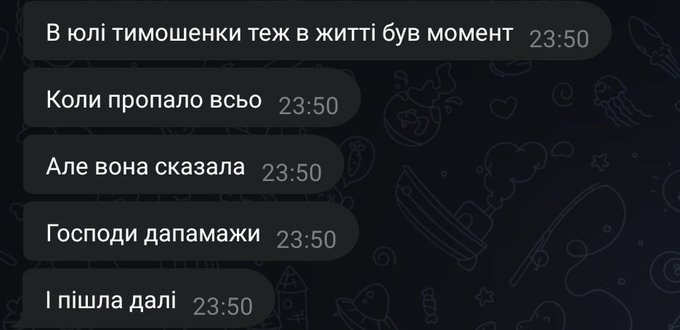 В юлі тимошенки теж в житті був момент 23:50
Коли пропало всьо 23:50
Але вона сказала 23:50
Господи дапамажи 23:50
І пішла далі 23:50